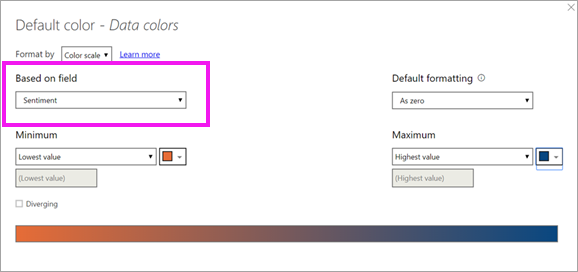 Default color - Data colors
Format by Color scale Learn more
Based on field Default formatting
Sentiment As zero
Minimum Maximum
Lowest value Highest value
(Lowest value) (Highest value)
Diverging